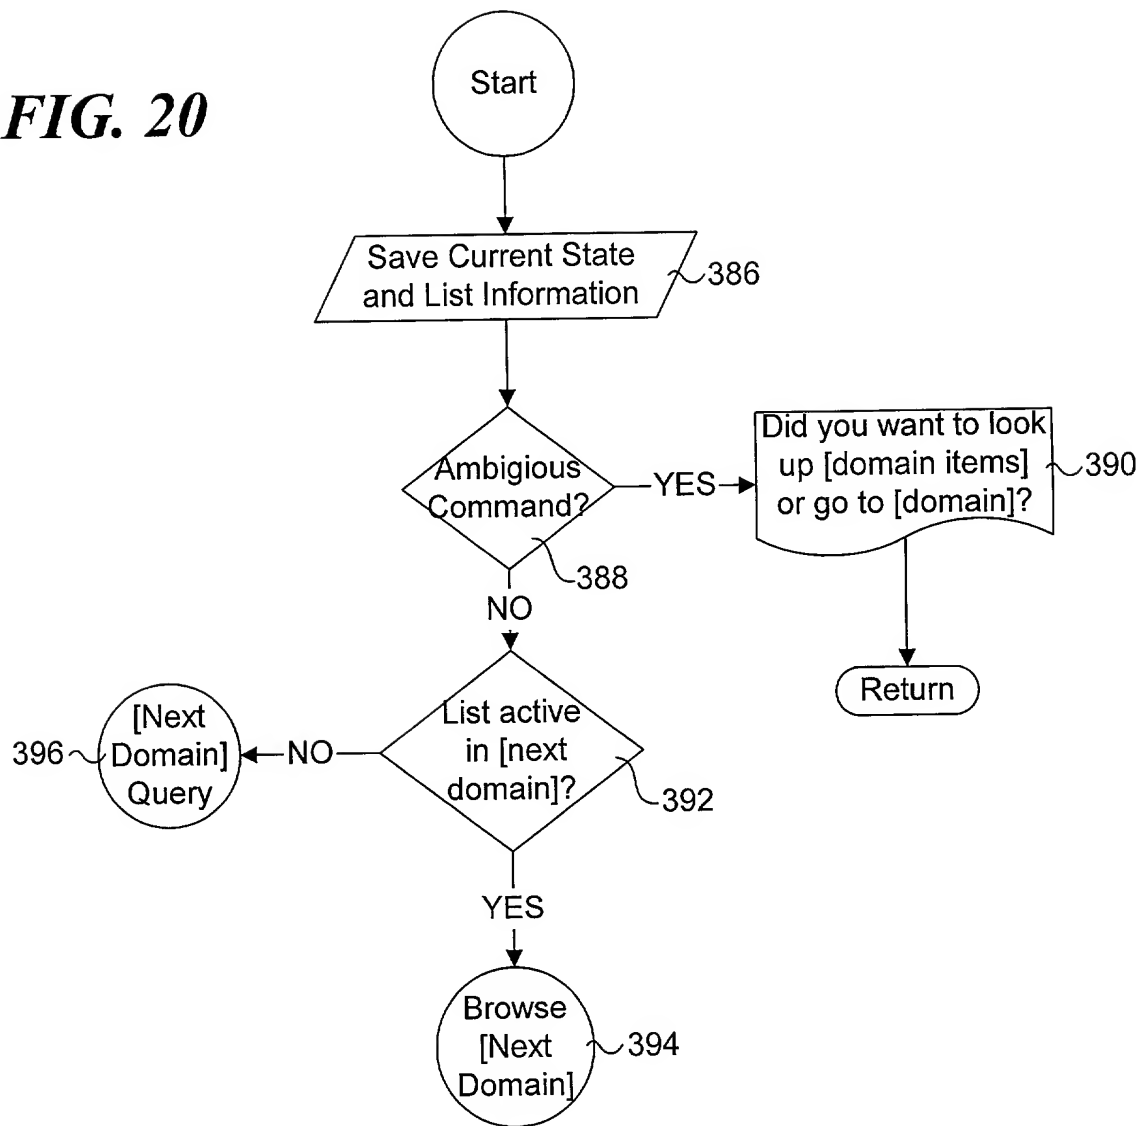 FIG. 20
Start
Save Current State
and List Information
386
Ambigious
Command?
388
YES
Did you want to look
up [domain items]
or go to [domain]?
390
Return
NO
List active
in [next
domain]?
392
NO
[Next
Domain]
Query
396
YES
Browse
[Next
Domain]
394